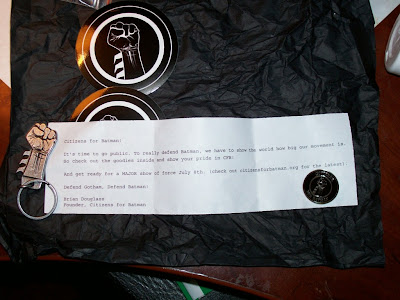 Citizens for Batman!
It's time to go public. To really defend Batman, we have to show the world how big our movement is.
So check out the goodies inside and show your pride in CFB!
And get ready for a MAJOR show of force July 8th. (check out citizensforbatman.org for the latest).
Defend Gotham, Defend Batman!
Brian Douglass
Founder, Citizens for Batman